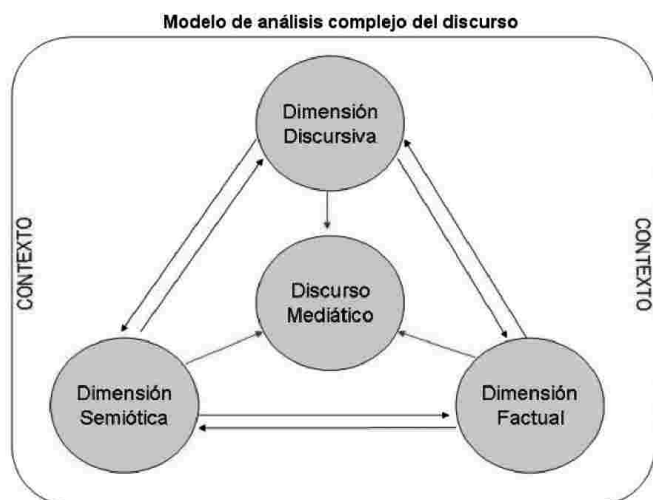 Modelo de análisis complejo del discurso
Dimensión
Discursiva
CONTEXTO
CONTEXTO
Discurso
Mediático
Dimensión
Semiótica
Dimensión
Factual